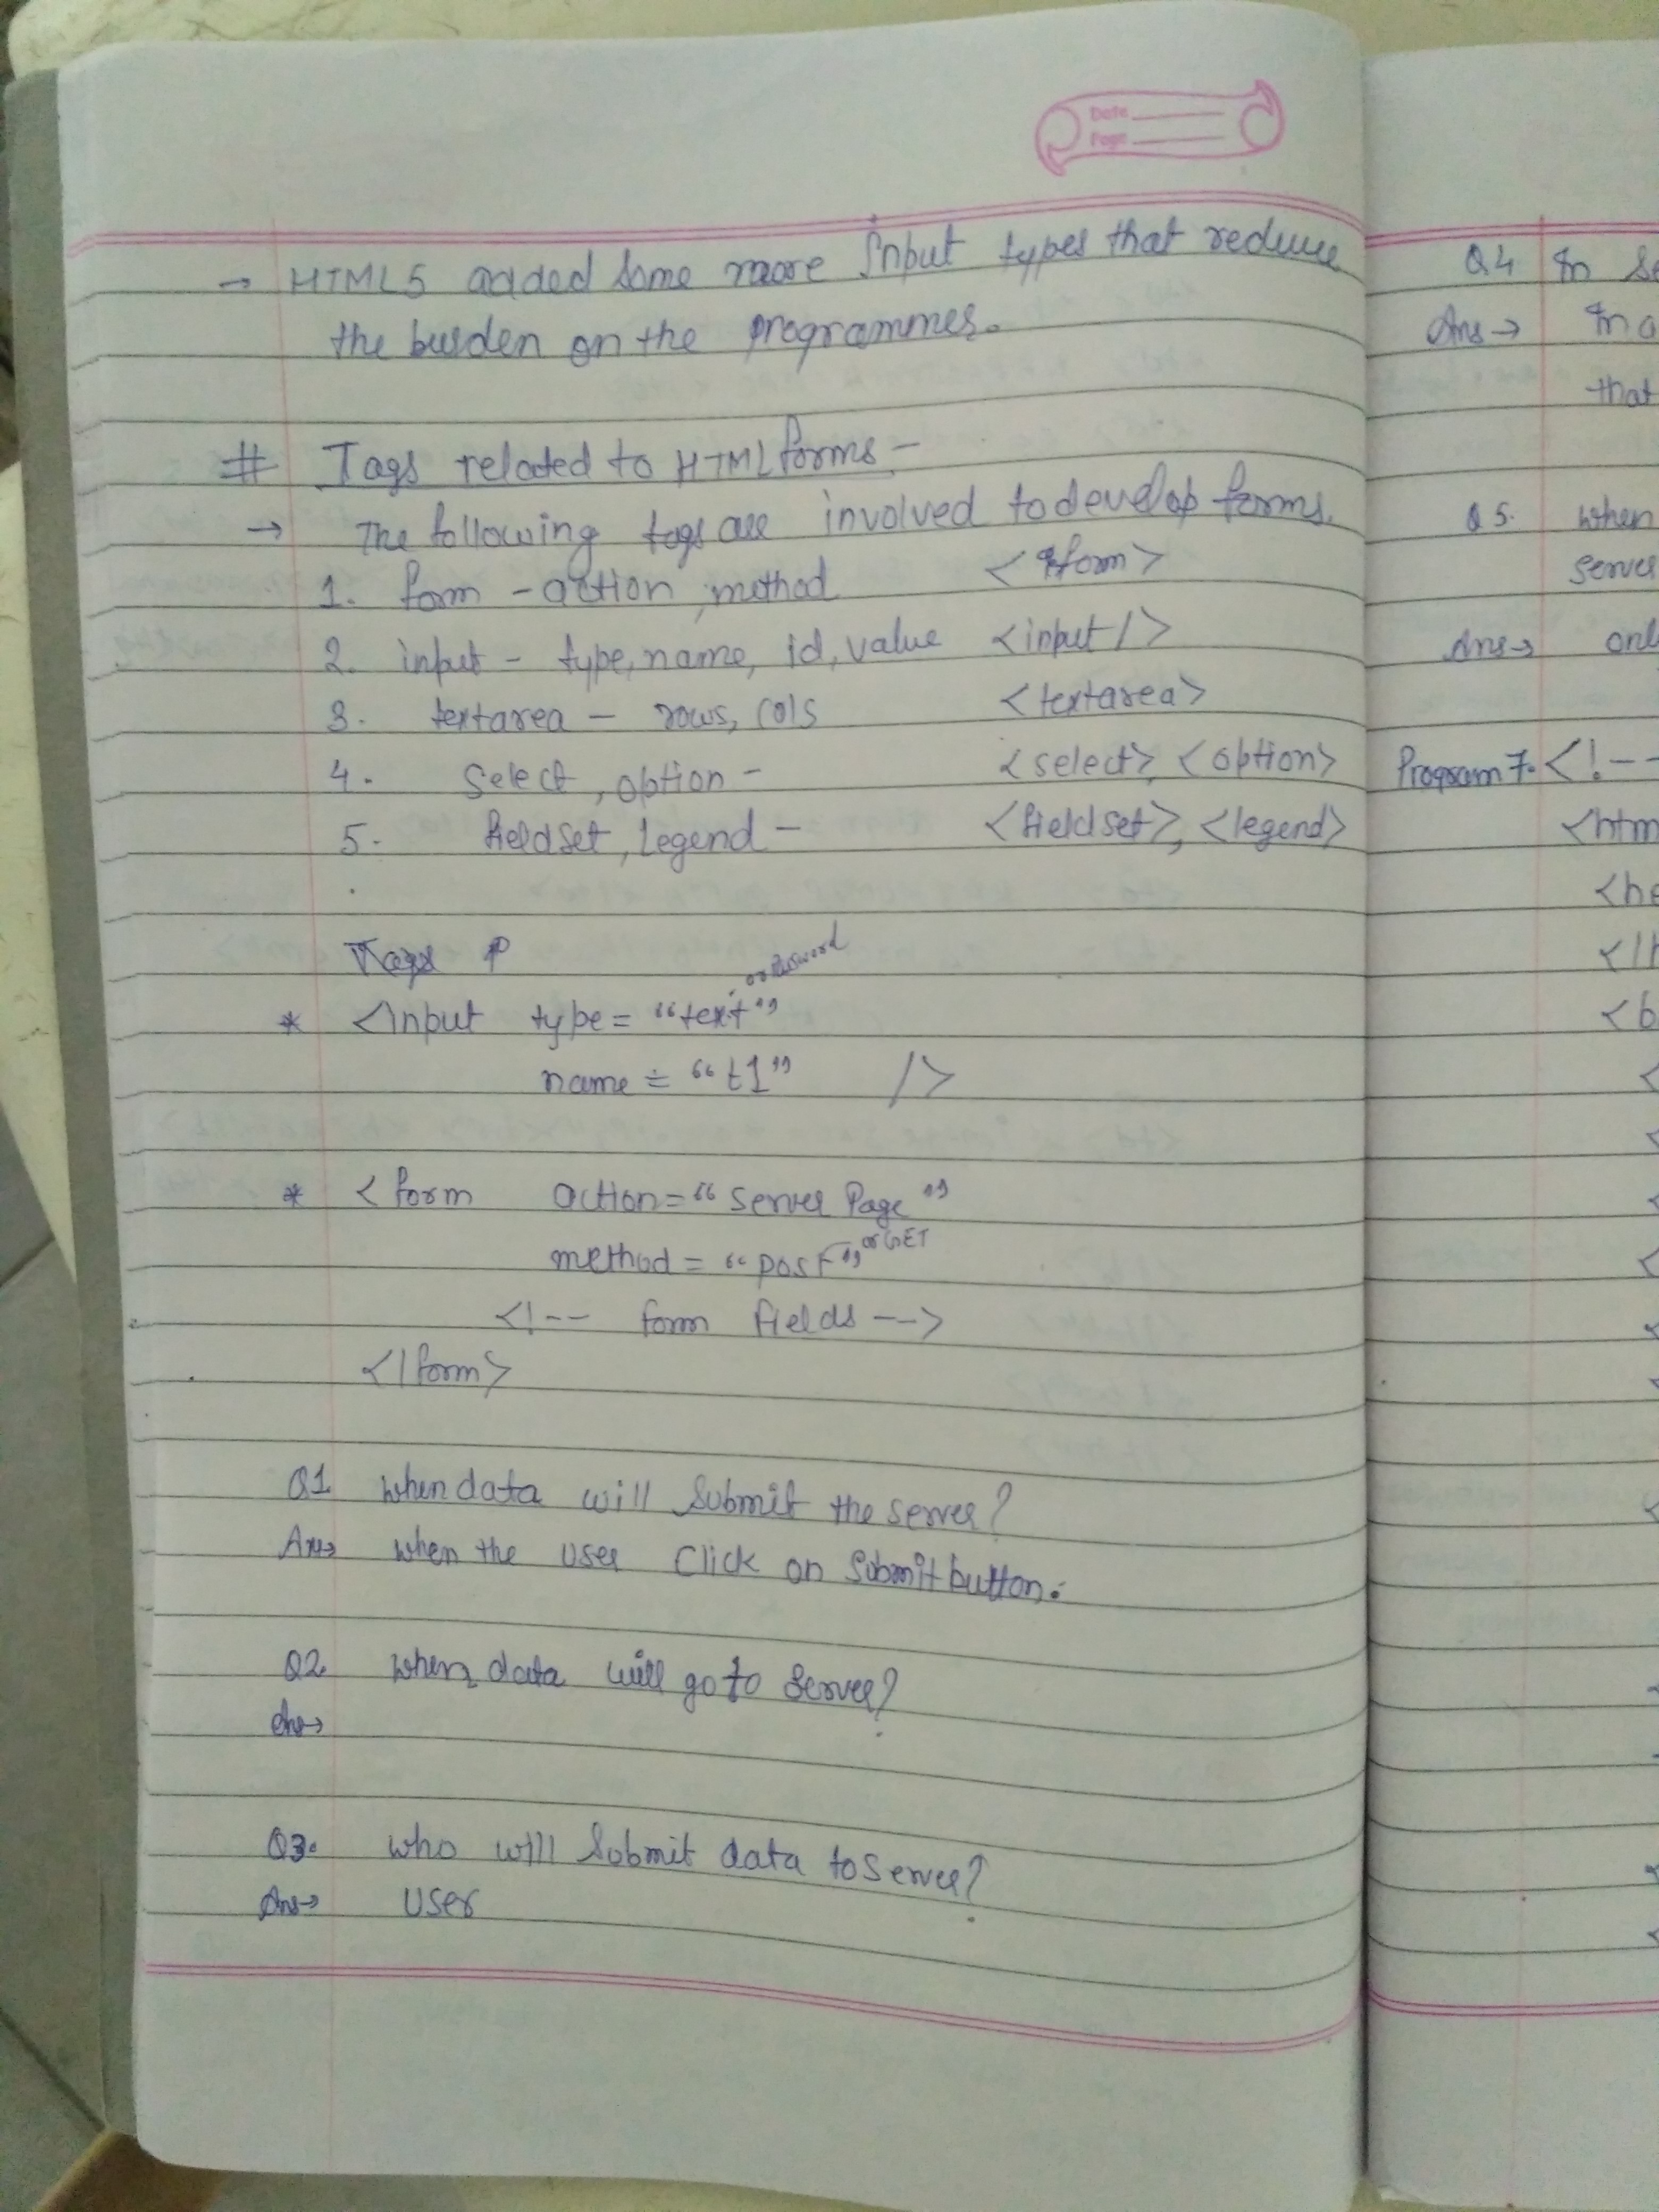 Date
Page
→ HTML5 added some more input types that reduce
the burden on the programmes.
# Tags related to HTML forms -
→ The following tags are involved to develop forms.
1. form - action, method <form>
2. input - type, name, id, value <input/>
3. textarea - rows, cols <textarea>
4. Select, option - <select>, <option>
5. fieldset, Legend - <fieldset>, <legend>
Tags
or Password
* <Input type = "text"
name = "t1" />
* <form action = "Server Page"
method = "post" or GET
<!-- form fields -->
</form>
Q1 when data will Submit the server?
Ans→ when the user Click on Submit button.
Q2 when data will go to Server?
Ans→
Q3. who will Submit data to Server?
Ans→ User
Q4 In
Ans→ In a
that
Q5. when
server
Ans→
Program 7. <!--
<htm
<he
<b